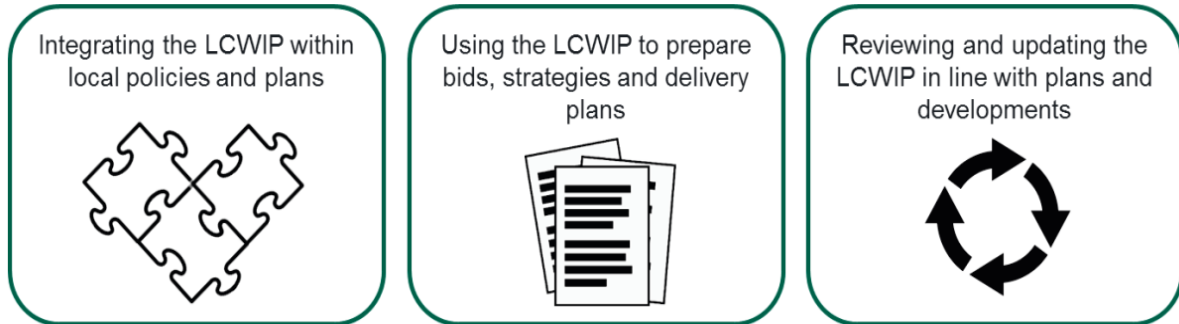 Integrating the LCWIP within
local policies and plans
Using the LCWIP to prepare
bids, strategies and delivery
plans
Reviewing and updating the
LCWIP in line with plans and
developments